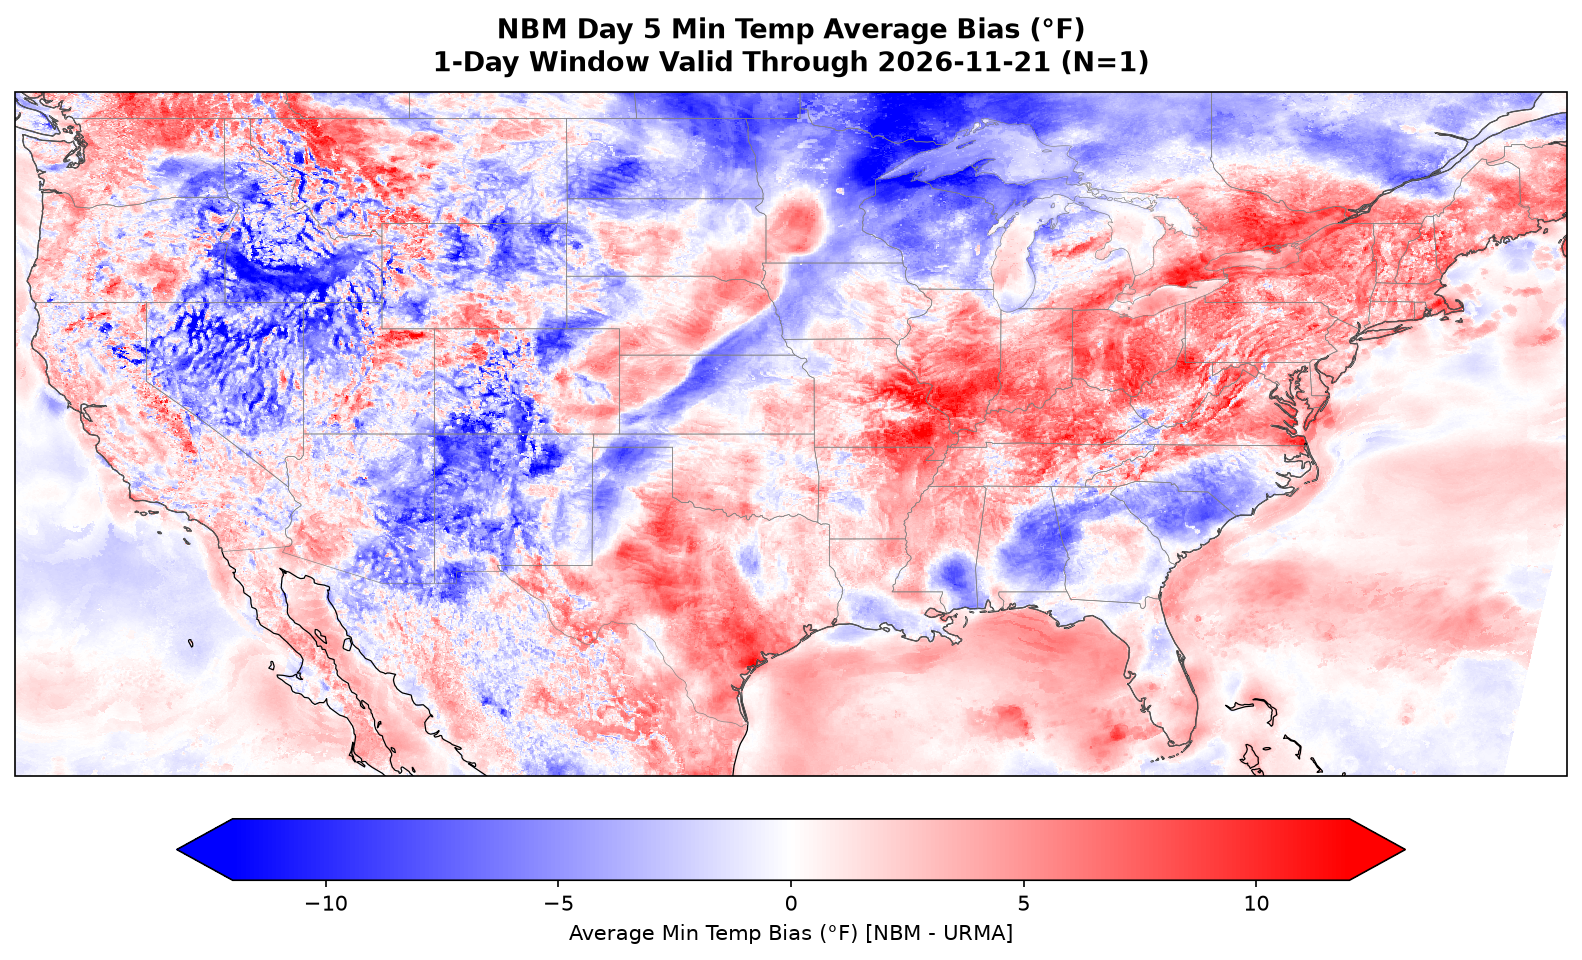 NBM Day 5 Min Temp Average Bias (°F)
1-Day Window Valid Through 2026-11-21 (N=1)
−10 −5 0 5 10
Average Min Temp Bias (°F) [NBM - URMA]